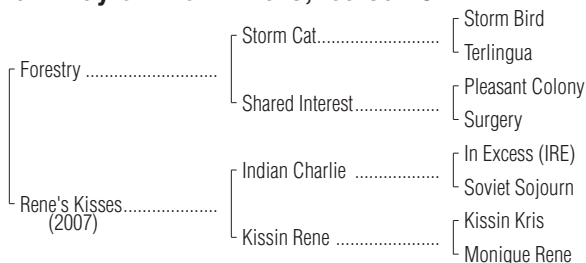 Storm Bird
Storm Cat
Terlingua
Forestry
Pleasant Colony
Shared Interest
Surgery
In Excess (IRE)
Indian Charlie
Soviet Sojourn
Rene's Kisses
(2007)
Kissin Kris
Kissin Rene
Monique Rene